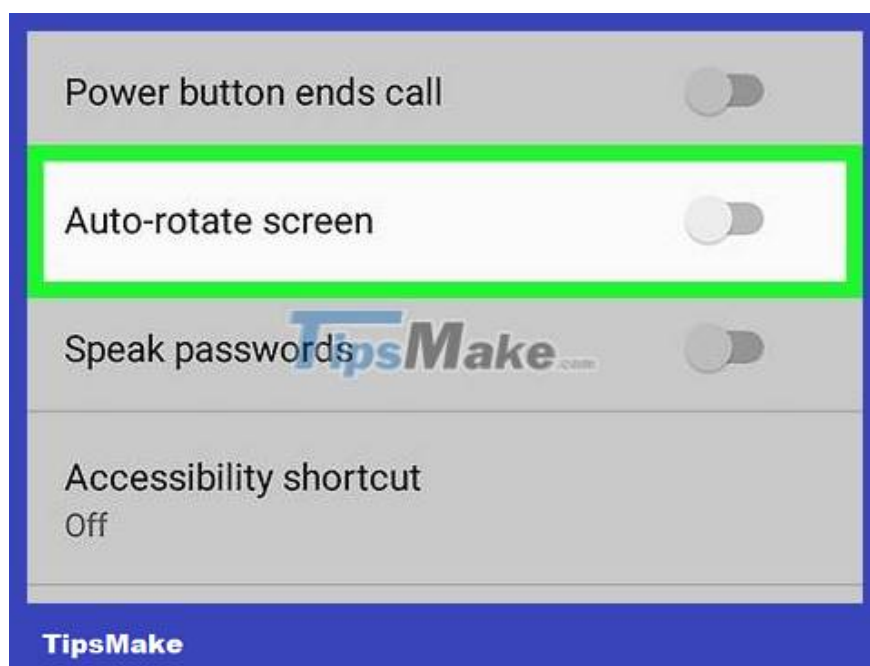 Power button ends call
Auto-rotate screen
Speak passwords
TipsMake.com
Accessibility shortcut
Off
TipsMake